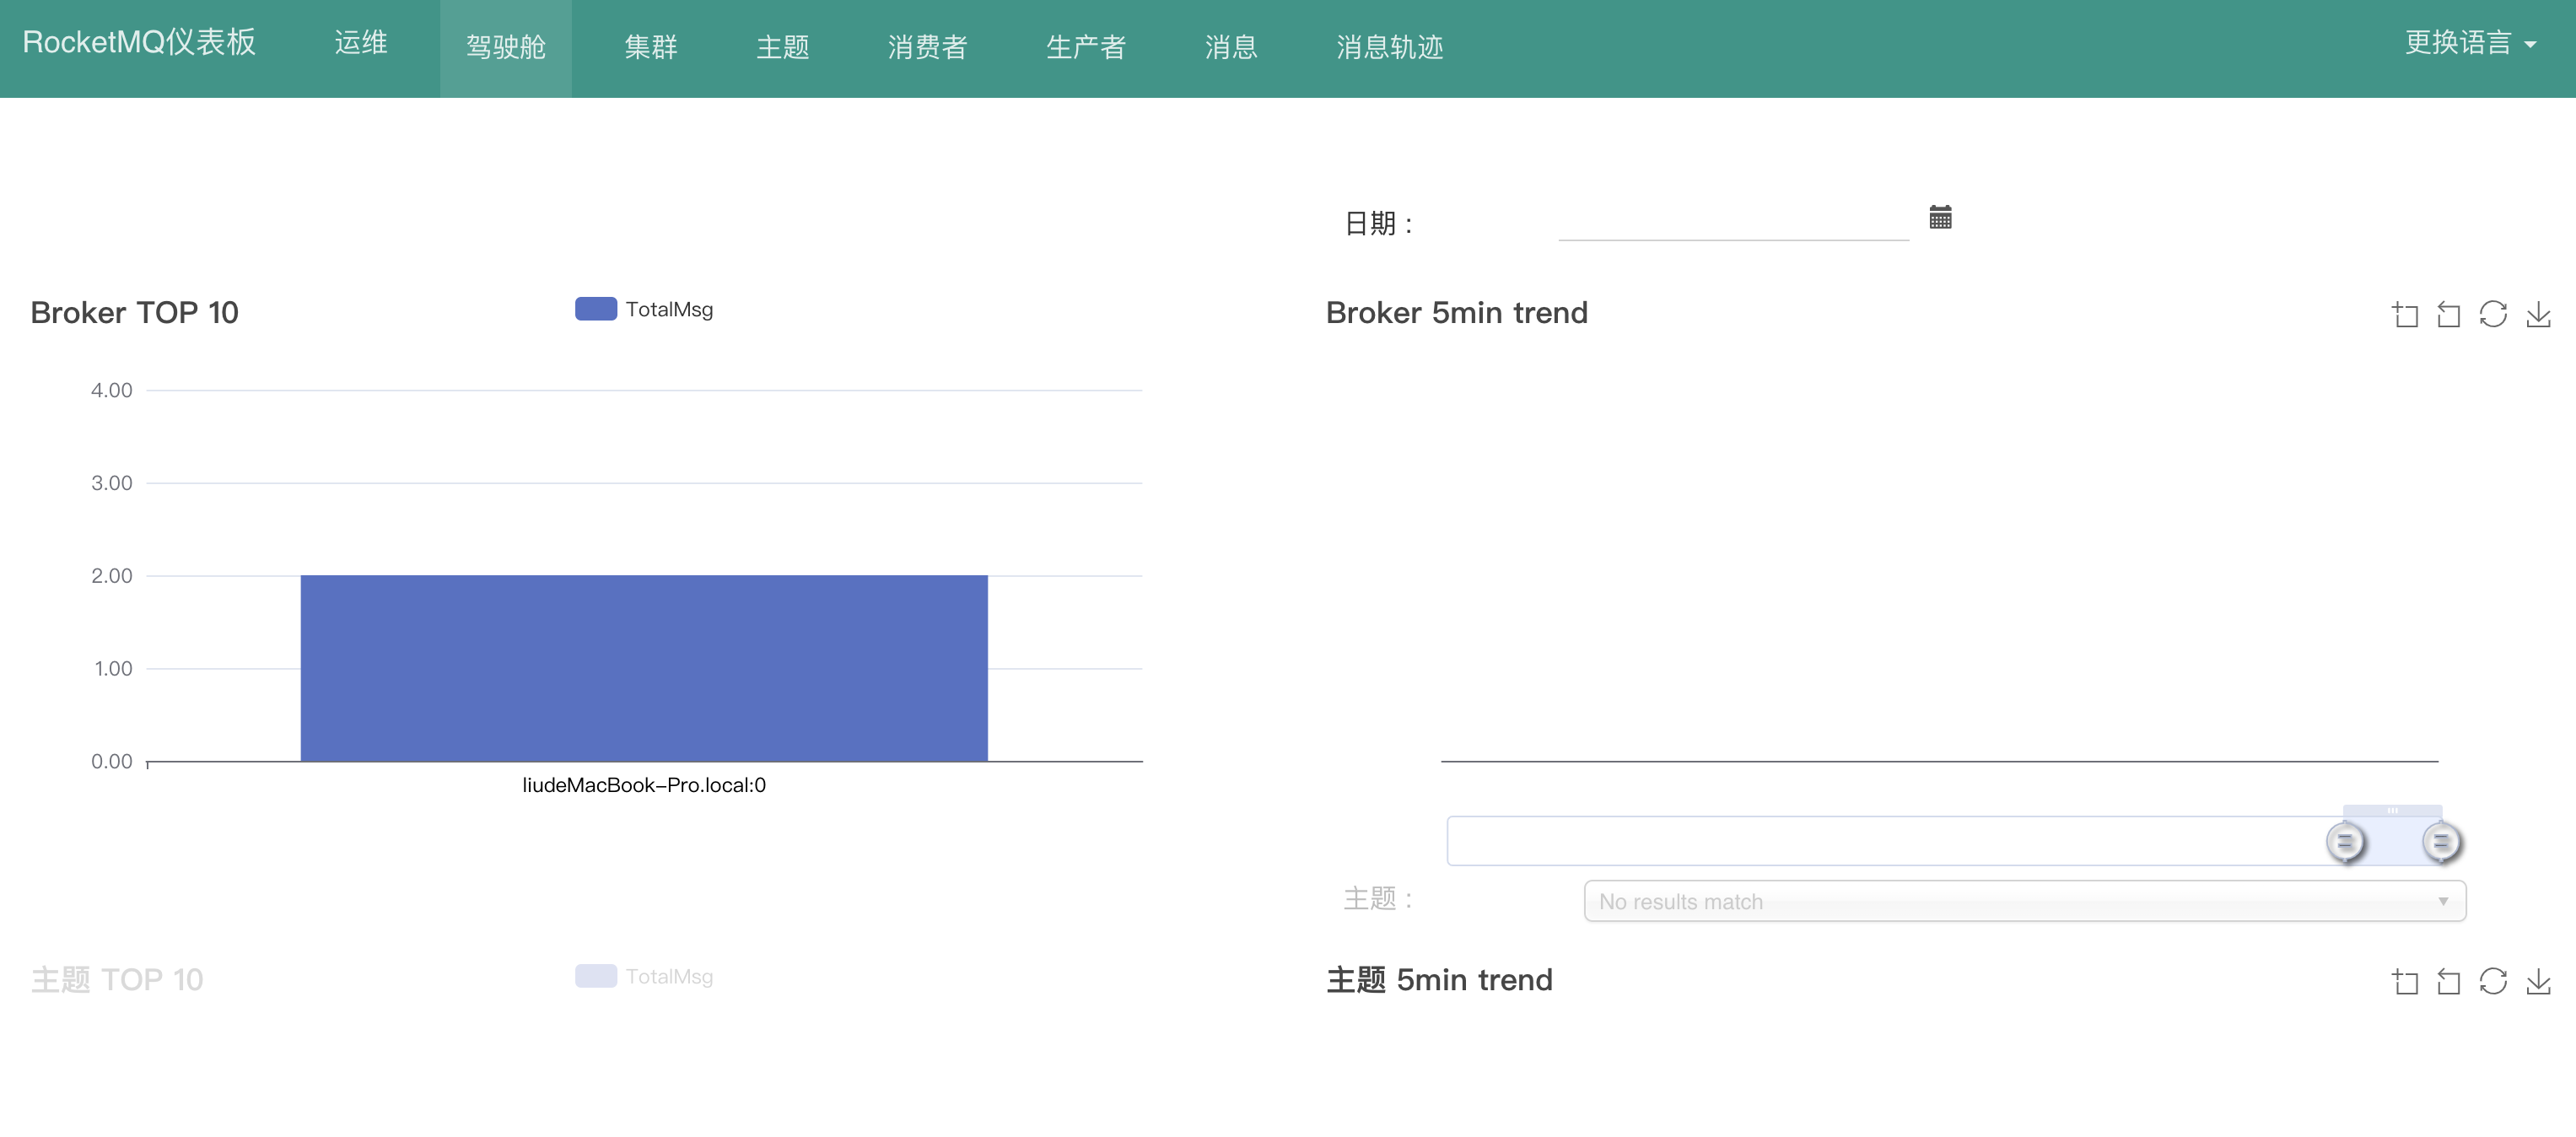 RocketMQ仪表板 运维 驾驶舱 集群 主题 消费者 生产者 消息 消息轨迹 更换语言
日期：
Broker TOP 10
TotalMsg
4.00
3.00
2.00
1.00
0.00
liudeMacBook-Pro.local:0
Broker 5min trend
主题：
No results match
主题 TOP 10
TotalMsg
主题 5min trend